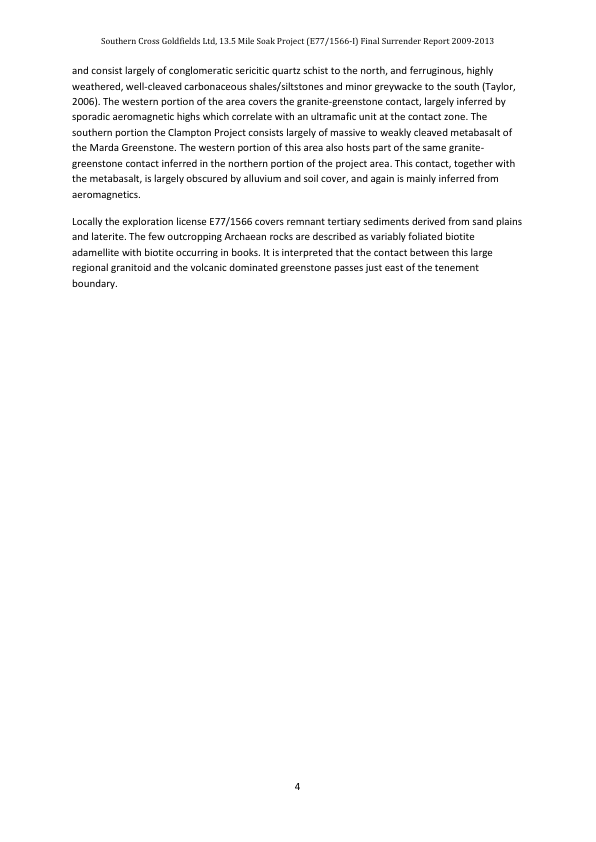 Southern Cross Goldfields Ltd, 13.5 Mile Soak Project (E77/1566-I) Final Surrender Report 2009-2013
and consist largely of conglomeratic sericitic quartz schist to the north, and ferruginous, highly
weathered, well-cleaved carbonaceous shales/siltstones and minor greywacke to the south (Taylor,
2006). The western portion of the area covers the granite-greenstone contact, largely inferred by
sporadic aeromagnetic highs which correlate with an ultramafic unit at the contact zone. The
southern portion the Clampton Project consists largely of massive to weakly cleaved metabasalt of
the Marda Greenstone. The western portion of this area also hosts part of the same granite-
greenstone contact inferred in the northern portion of the project area. This contact, together with
the metabasalt, is largely obscured by alluvium and soil cover, and again is mainly inferred from
aeromagnetics.
Locally the exploration license E77/1566 covers remnant tertiary sediments derived from sand plains
and laterite. The few outcropping Archaean rocks are described as variably foliated biotite
adamellite with biotite occurring in books. It is interpreted that the contact between this large
regional granitoid and the volcanic dominated greenstone passes just east of the tenement
boundary.
4